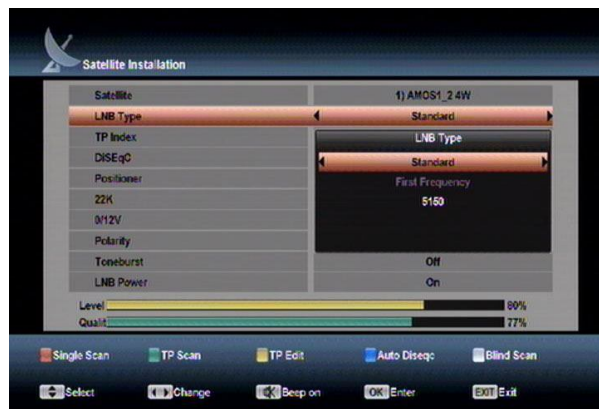 Satellite Installation
Satellite 1) AMOS1_2 4W
LNB Type Standard
TP Index LNB Type
DiSEqC Standard
Positioner First Frequency
22K 5150
0/12V
Polarity
Toneburst Off
LNB Power On
Level 80%
Qualit 77%
Single Scan TP Scan TP Edit Auto Diseqc Blind Scan
Select Change Beep on OK Enter EXIT Exit